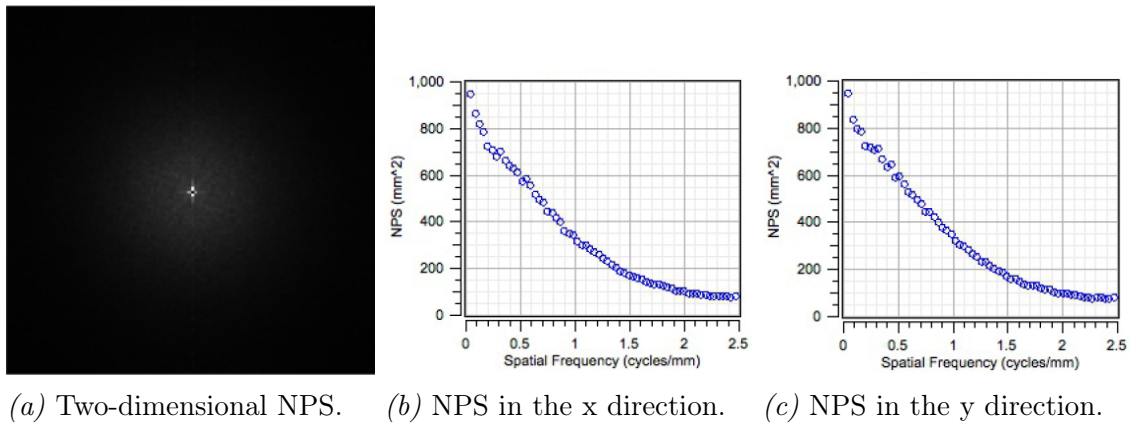 1,000
800
600
400
200
0
NPS (mm^2)
0 0.5 1 1.5 2 2.5
Spatial Frequency (cycles/mm)
1,000
800
600
400
200
0
NPS (mm^2)
0 0.5 1 1.5 2 2.5
Spatial Frequency (cycles/mm)
(a) Two-dimensional NPS. (b) NPS in the x direction. (c) NPS in the y direction.